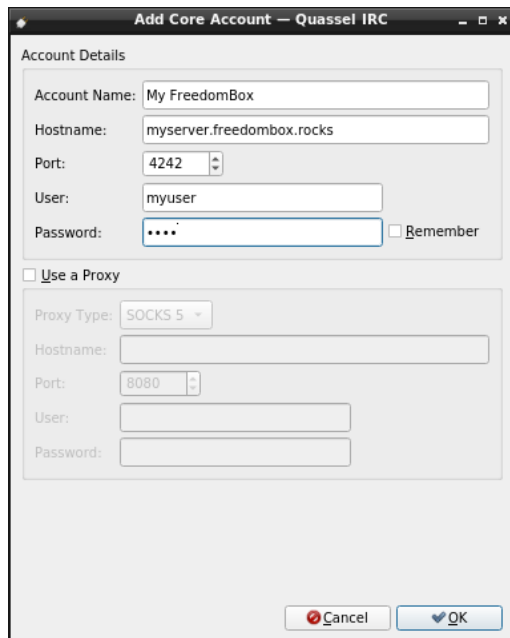 Add Core Account — Quassel IRC
Account Details
Account Name: My FreedomBox
Hostname: myserver.freedombox.rocks
Port: 4242
User: myuser
Password: •••• Remember
Use a Proxy
Proxy Type: SOCKS 5
Hostname:
Port: 8080
User:
Password:
Cancel OK